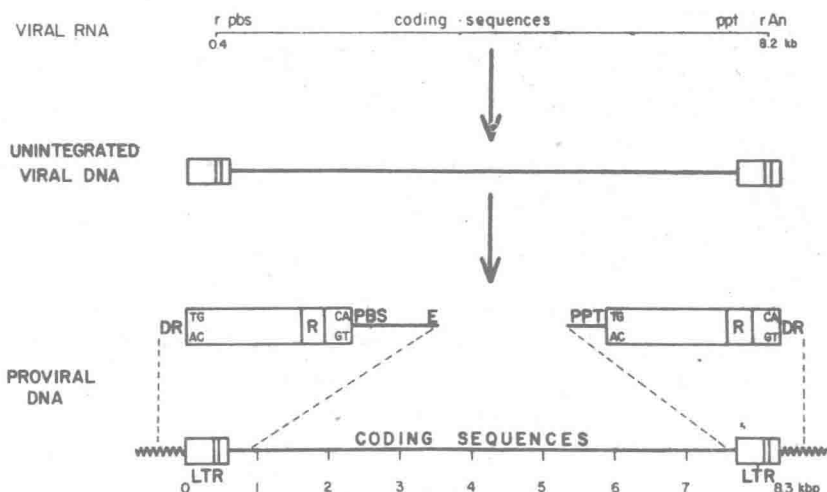 VIRAL RNA
r pbs coding sequences ppt rAn
0.4 8.2 kb
UNINTEGRATED
VIRAL DNA
TG CA PBS E PPT TG CA
DR R R DR
AC GT AC GT
PROVIRAL
DNA
CODING SEQUENCES
LTR LTR
0 1 2 3 4 5 6 7 8.3 kbp